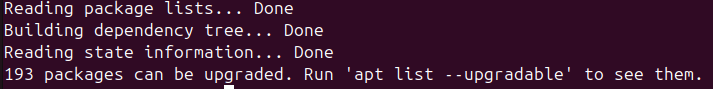 Reading package lists... Done
Building dependency tree... Done
Reading state information... Done
193 packages can be upgraded. Run 'apt list --upgradable' to see them.